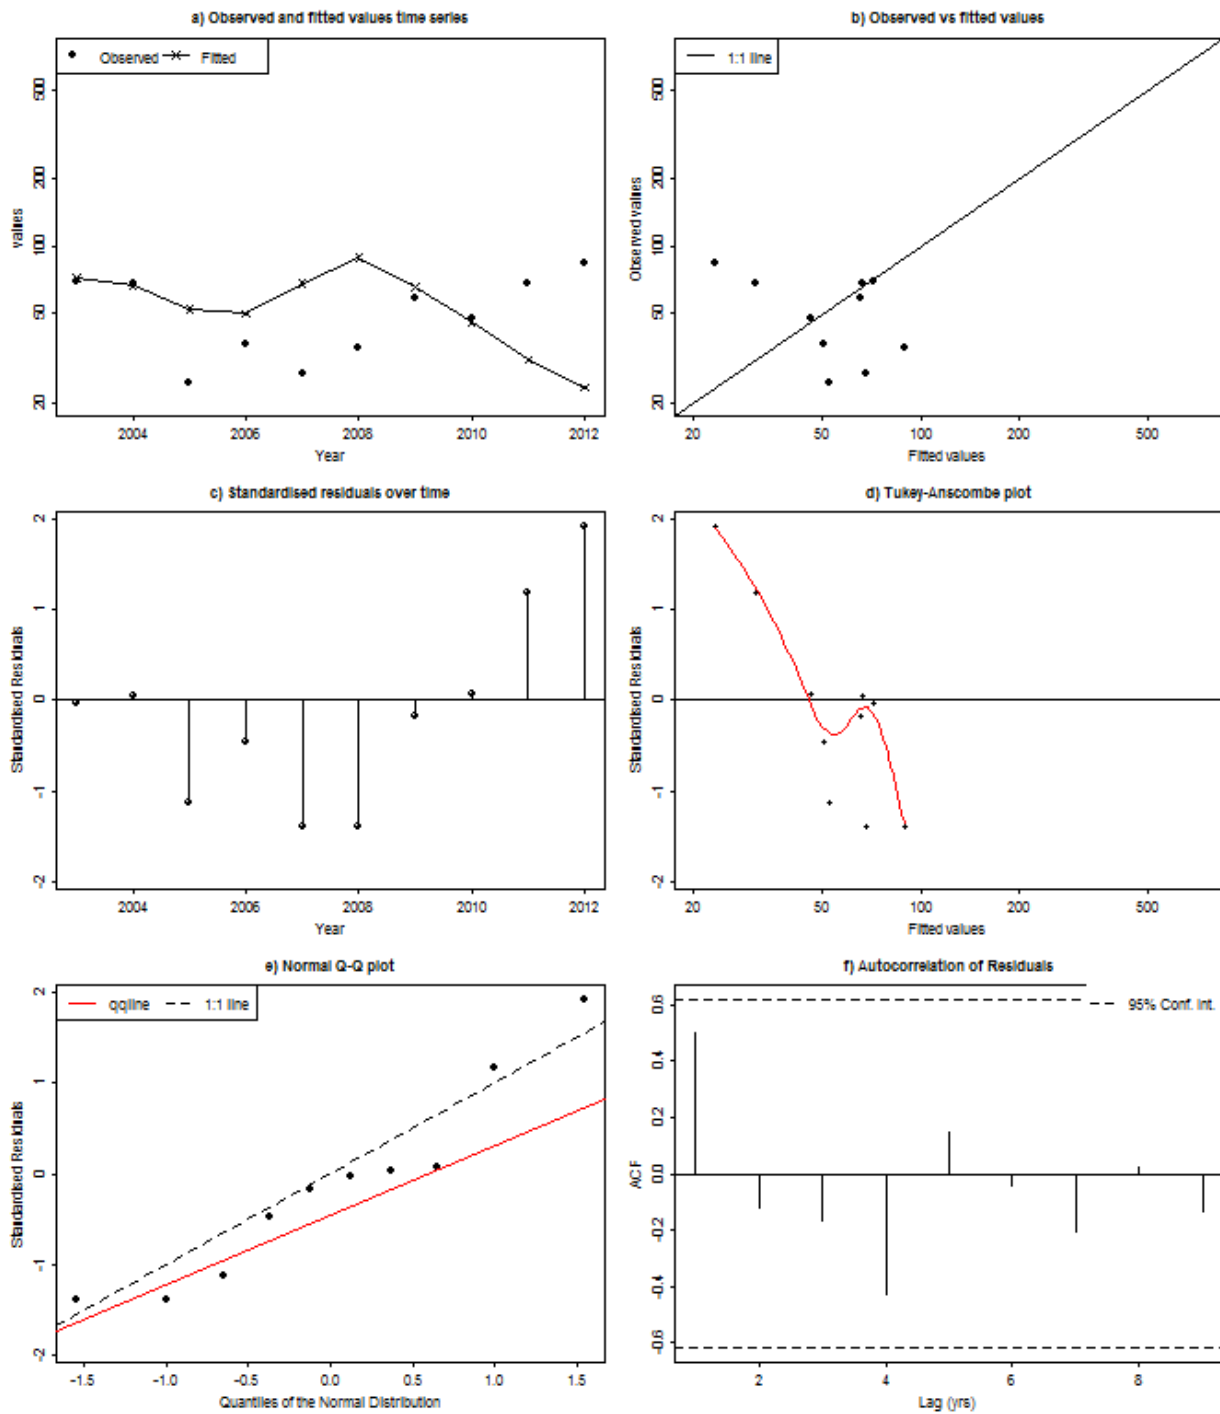 a) Observed and fitted values time series
Observed Fitted
values
500
200
100
50
20
2004 2006 2008 2010 2012
Year
b) Observed vs fitted values
1:1 line
Observed values
500
200
100
50
20
20 50 100 200 500
Fitted values
c) Standardised residuals over time
Standardised Residuals
2
1
0
-1
-2
2004 2006 2008 2010 2012
Year
d) Tukey-Anscombe plot
Standardised Residuals
2
1
0
-1
-2
20 50 100 200 500
Fitted values
e) Normal Q-Q plot
qqline 1:1 line
Standardised Residuals
2
1
0
-1
-2
-1.5 -1.0 -0.5 0.0 0.5 1.0 1.5
Quantiles of the Normal Distribution
f) Autocorrelation of Residuals
95% Conf. Int.
ACF
0.6
0.4
0.2
0.0
-0.2
-0.4
-0.6
2 4 6 8
Lag (yrs)